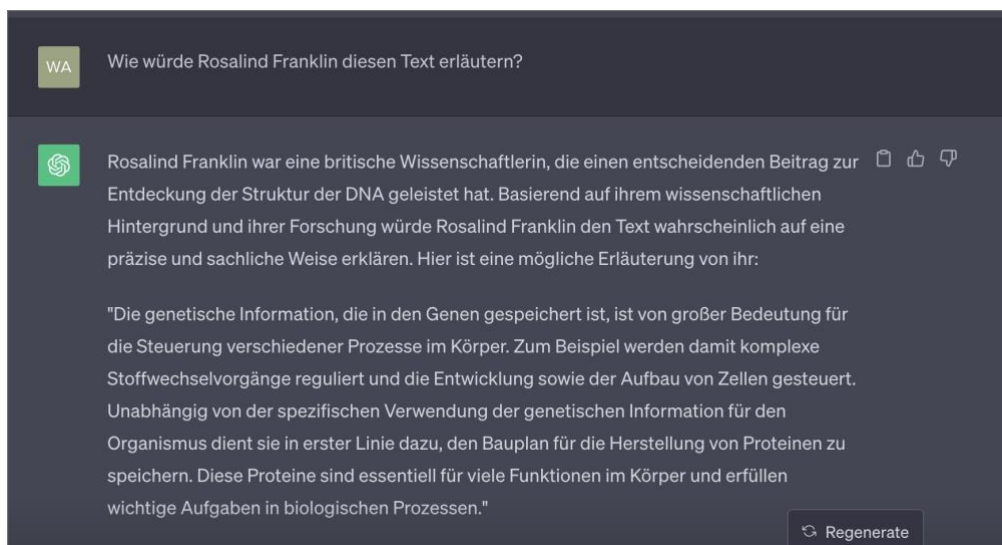 WA
Wie würde Rosalind Franklin diesen Text erläutern?
Rosalind Franklin war eine britische Wissenschaftlerin, die einen entscheidenden Beitrag zur
Entdeckung der Struktur der DNA geleistet hat. Basierend auf ihrem wissenschaftlichen
Hintergrund und ihrer Forschung würde Rosalind Franklin den Text wahrscheinlich auf eine
präzise und sachliche Weise erklären. Hier ist eine mögliche Erläuterung von ihr:
"Die genetische Information, die in den Genen gespeichert ist, ist von großer Bedeutung für
die Steuerung verschiedener Prozesse im Körper. Zum Beispiel werden damit komplexe
Stoffwechselvorgänge reguliert und die Entwicklung sowie der Aufbau von Zellen gesteuert.
Unabhängig von der spezifischen Verwendung der genetischen Information für den
Organismus dient sie in erster Linie dazu, den Bauplan für die Herstellung von Proteinen zu
speichern. Diese Proteine sind essentiell für viele Funktionen im Körper und erfüllen
wichtige Aufgaben in biologischen Prozessen."
Regenerate